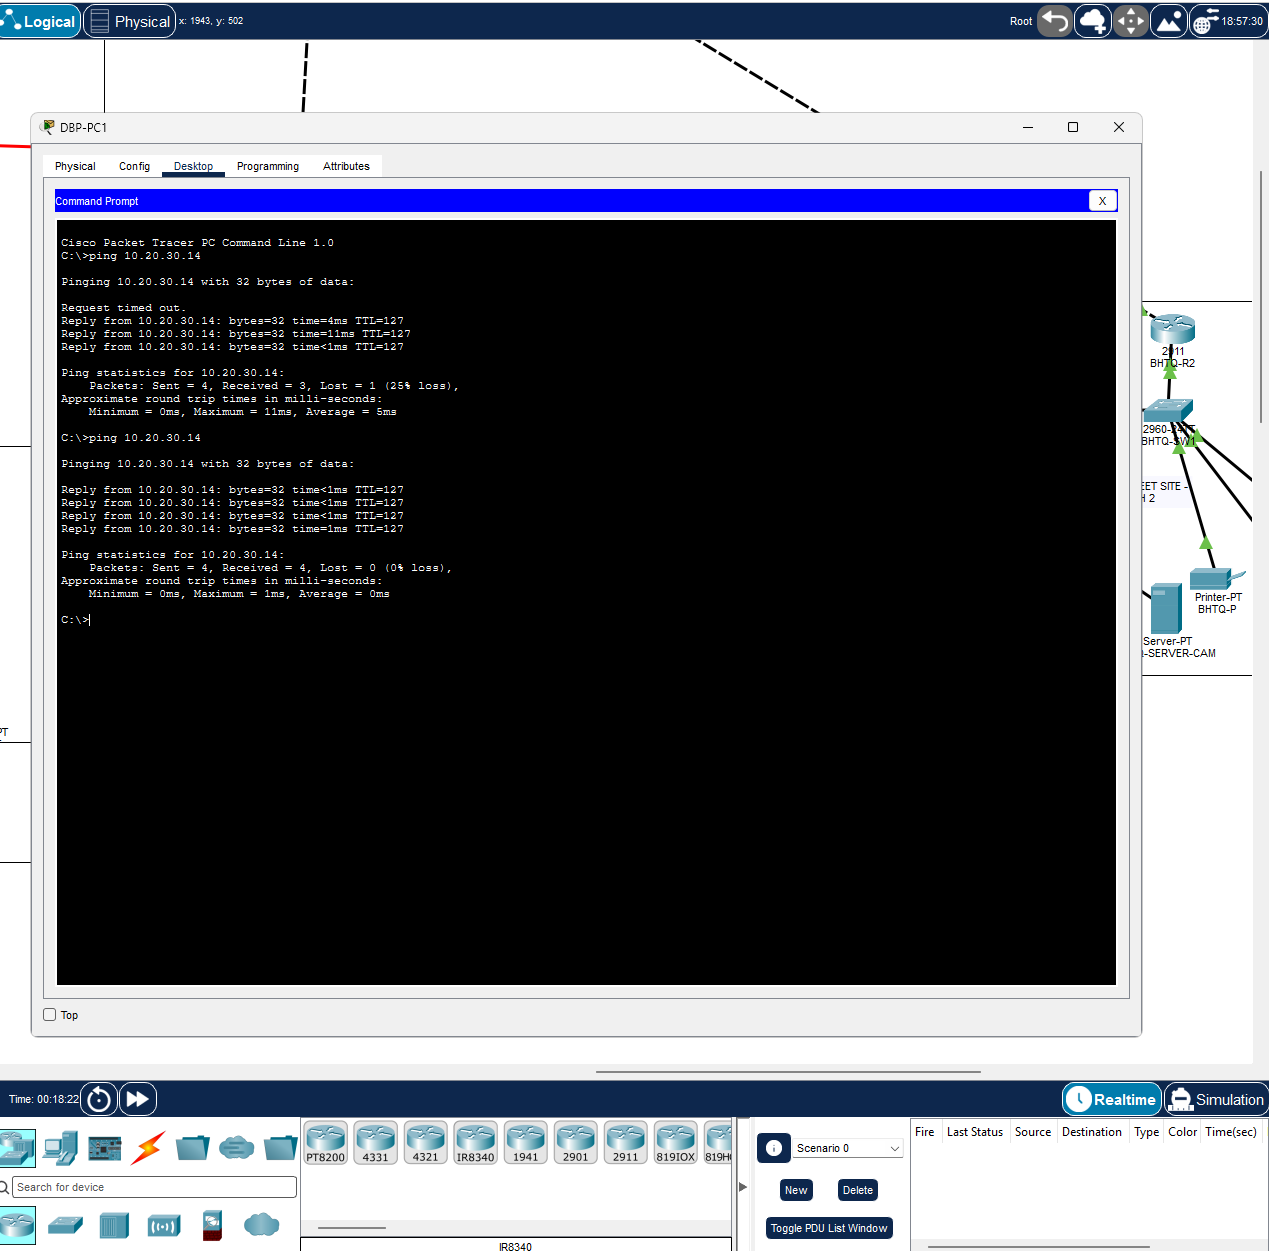 Logical
Physical
x: 1943, y: 502
Root
18:57:30
DBP-PC1
Physical
Config
Desktop
Programming
Attributes
Command Prompt
X
Cisco Packet Tracer PC Command Line 1.0
C:\>ping 10.20.30.14
Pinging 10.20.30.14 with 32 bytes of data:
Request timed out.
Reply from 10.20.30.14: bytes=32 time=4ms TTL=127
Reply from 10.20.30.14: bytes=32 time=11ms TTL=127
Reply from 10.20.30.14: bytes=32 time<1ms TTL=127
Ping statistics for 10.20.30.14:
Packets: Sent = 4, Received = 3, Lost = 1 (25% loss),
Approximate round trip times in milli-seconds:
Minimum = 0ms, Maximum = 11ms, Average = 5ms
C:\>ping 10.20.30.14
Pinging 10.20.30.14 with 32 bytes of data:
Reply from 10.20.30.14: bytes=32 time<1ms TTL=127
Reply from 10.20.30.14: bytes=32 time<1ms TTL=127
Reply from 10.20.30.14: bytes=32 time<1ms TTL=127
Reply from 10.20.30.14: bytes=32 time=1ms TTL=127
Ping statistics for 10.20.30.14:
Packets: Sent = 4, Received = 4, Lost = 0 (0% loss),
Approximate round trip times in milli-seconds:
Minimum = 0ms, Maximum = 1ms, Average = 0ms
C:\>
2911
BHTQ-R2
2960-24TT
BHTQ-SW1
EET SITE -
H 2
Printer-PT
BHTQ-P
Server-PT
-SERVER-CAM
PT
Top
Time: 00:18:22
Realtime
Simulation
PT8200
4331
4321
IR8340
1941
2901
2911
819IOX
819H
Search for device
IR8340
Scenario 0
New
Delete
Toggle PDU List Window
Fire
Last Status
Source
Destination
Type
Color
Time(sec)